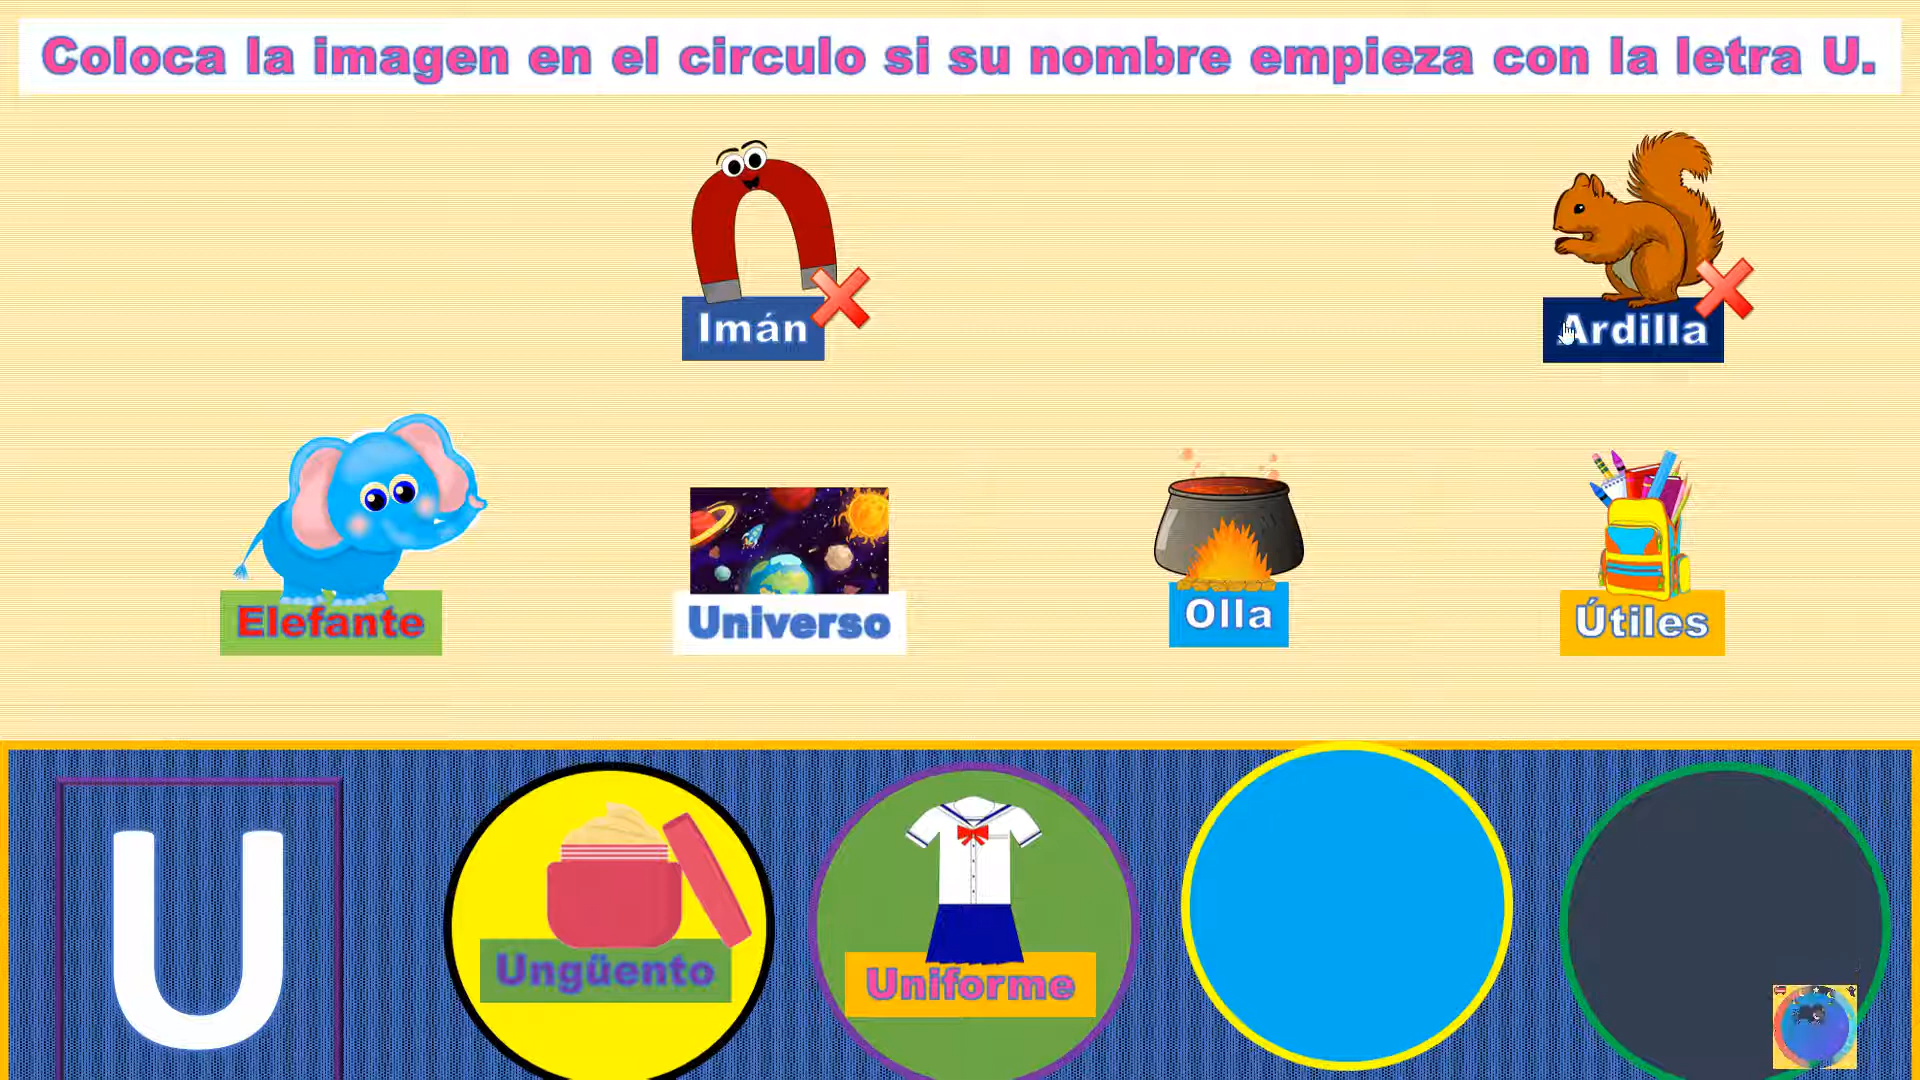 Coloca la imagen en el circulo si su nombre empieza con la letra U.
Imán
Ardilla
Elefante
Universo
Olla
Útiles
U
Ungüento
Uniforme